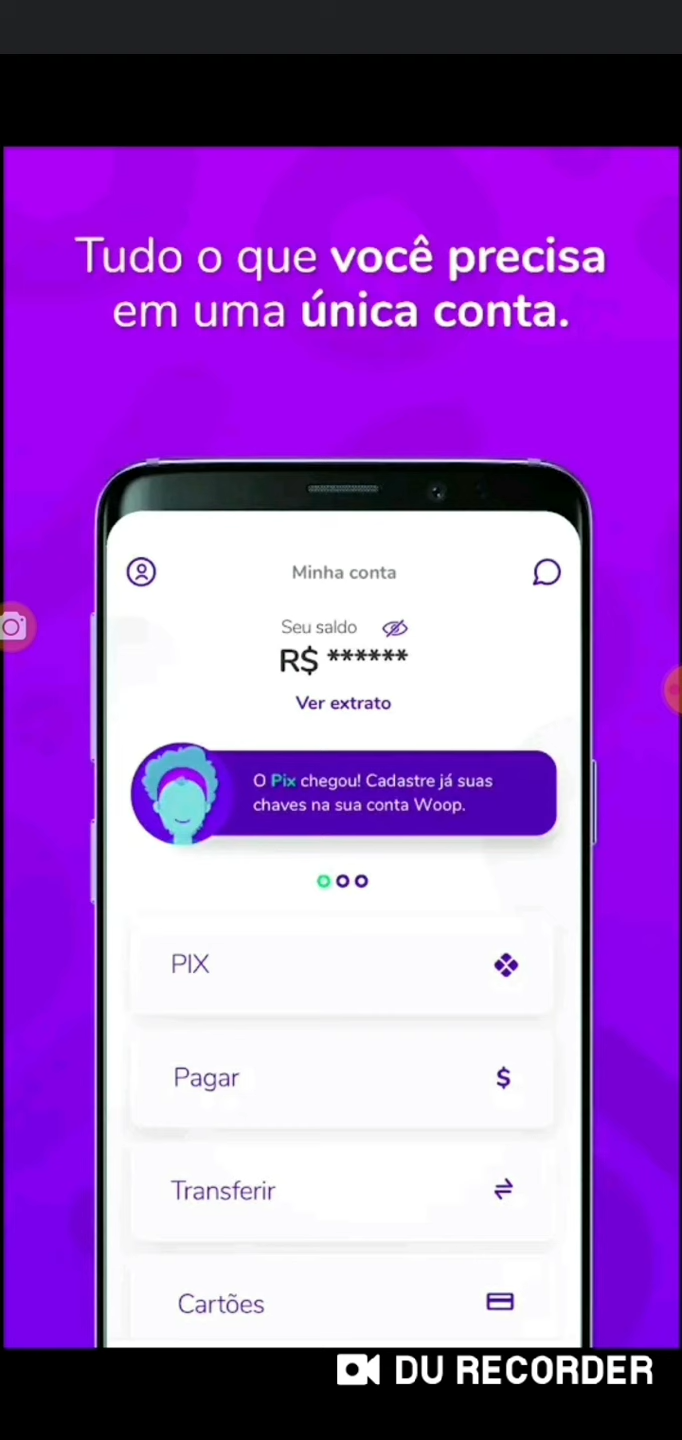 Tudo o que você precisa
em uma única conta.
Minha conta
Seu saldo
R$ ******
Ver extrato
O Pix chegou! Cadastre já suas
chaves na sua conta Woop.
PIX
Pagar
$
Transferir
Cartões
DU RECORDER